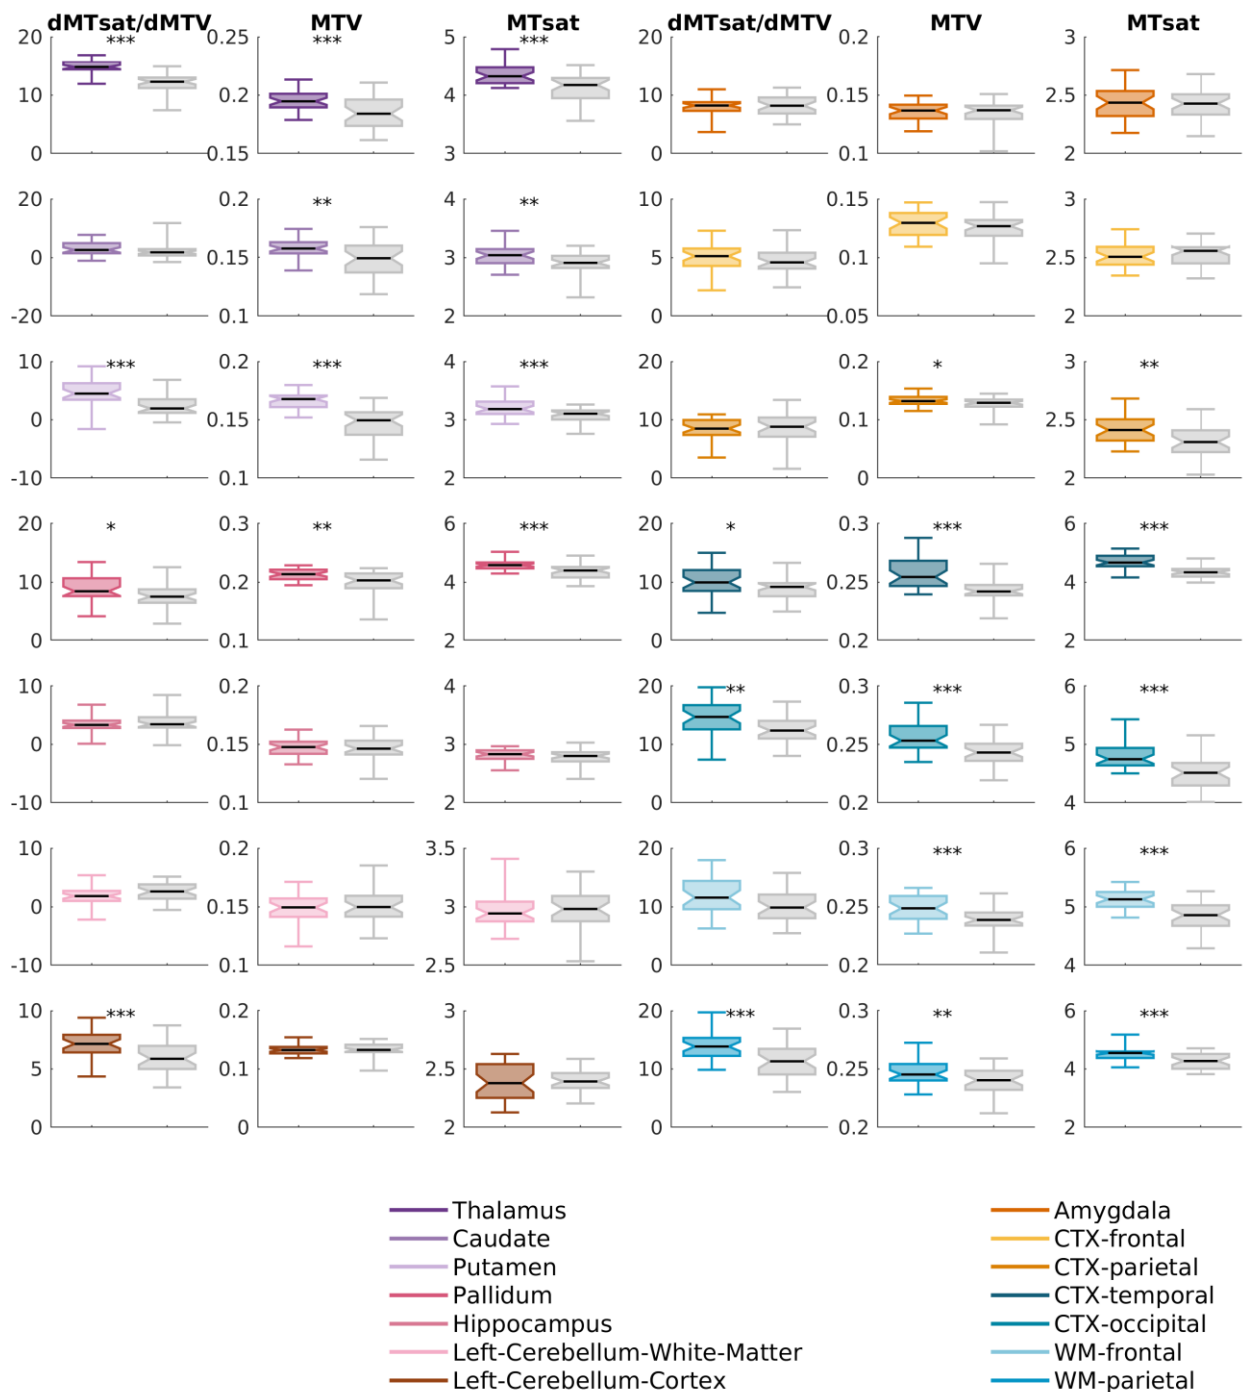 dMTsat/dMTV MTV MTsat dMTsat/dMTV MTV MTsat
20 *** 0.25 *** 5 *** 20 0.2 3
10 0.2 4 10 0.15 2.5
0 0.15 3 0 0.1 2
20 0.2 ** 4 ** 10 0.15 3
0 0.15 3 5 0.1 2.5
-20 0.1 2 0 0.05 2
10 *** 0.2 *** 4 *** 20 0.2 * 3 **
0 0.15 3 10 0.1 2.5
-10 0.1 2 0 0 2
20 * 0.3 ** 6 *** 20 * 0.3 *** 6 ***
10 0.2 4 10 0.25 4
0 0.1 2 0 0.2 2
10 0.2 4 20 ** 0.3 *** 6 ***
0 0.15 3 10 0.25 5
-10 0.1 2 0 0.2 4
10 0.2 3.5 20 0.3 *** 6 ***
0 0.15 3 10 0.25 5
-10 0.1 2.5 0 0.2 4
10 *** 0.2 3 20 *** 0.3 ** 6 ***
5 0.1 2.5 10 0.25 4
0 0 2 0 0.2 2
Thalamus
Caudate
Putamen
Pallidum
Hippocampus
Left-Cerebellum-White-Matter
Left-Cerebellum-Cortex
Amygdala
CTX-frontal
CTX-parietal
CTX-temporal
CTX-occipital
WM-frontal
WM-parietal